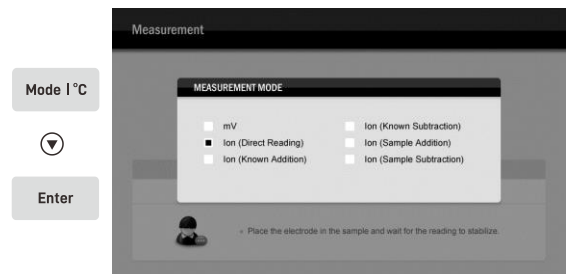 Mode | °C
Enter
Measurement
MEASUREMENT MODE
mV
Ion (Direct Reading)
Ion (Known Addition)
Ion (Known Subtraction)
Ion (Sample Addition)
Ion (Sample Subtraction)
Place the electrode in the sample and wait for the reading to stabilize.